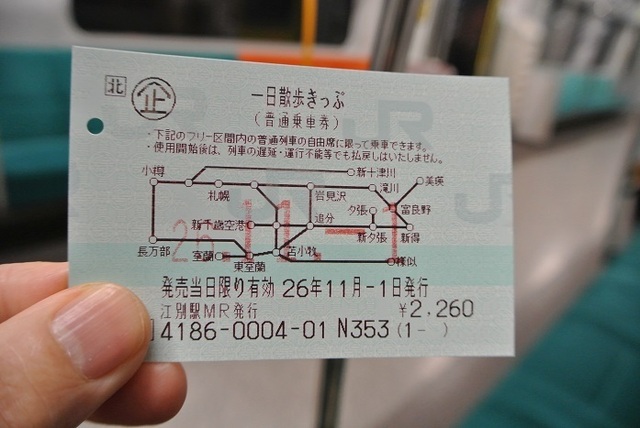 北 企 一日散歩きっぷ
(普通乗車券)
・下記のフリー区間内の普通列車の自由席に限って乗車できます。
・使用開始後は、列車の遅延・運行不能等でも払戻しはいたしません。
小樽 新十津川
札幌 岩見沢 滝川 美瑛
夕張 富良野
新千歳空港 追分
新夕張 新得
長万部 室蘭 苫小牧 様似
東室蘭
26.11.-1
発売当日限り有効 26年11月-1日発行
江別駅MR発行 ¥2,260
4186-0004-01 N353 (1- )
JR